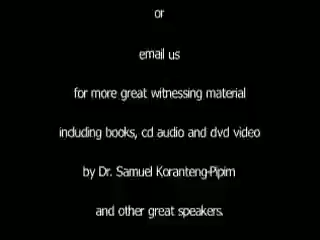 or
email us
for more great witnessing material
including books, cd audio and dvd video
by Dr. Samuel Koranteng-Pipim
and other great speakers.